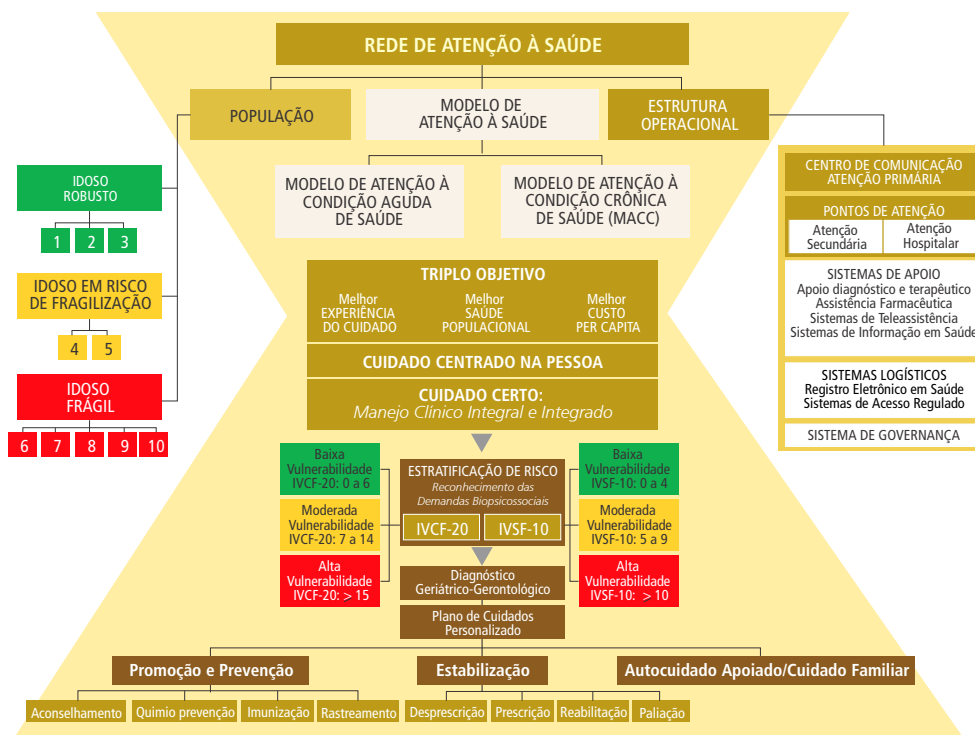 REDE DE ATENÇÃO À SAÚDE
POPULAÇÃO
MODELO DE
ATENÇÃO À SAÚDE
ESTRUTURA
OPERACIONAL
IDOSO
ROBUSTO
1 2 3
IDOSO EM RISCO
DE FRAGILIZAÇÃO
4 5
IDOSO
FRÁGIL
6 7 8 9 10
MODELO DE ATENÇÃO À
CONDIÇÃO AGUDA
DE SAÚDE
MODELO DE ATENÇÃO À
CONDIÇÃO CRÔNICA
DE SAÚDE (MACC)
CENTRO DE COMUNICAÇÃO
ATENÇÃO PRIMÁRIA
PONTOS DE ATENÇÃO
Atenção
Secundária
Atenção
Hospitalar
SISTEMAS DE APOIO
Apoio diagnóstico e terapêutico
Assistência Farmacêutica
Sistemas de Teleassistência
Sistemas de Informação em Saúde
SISTEMAS LOGÍSTICOS
Registro Eletrônico em Saúde
Sistemas de Acesso Regulado
SISTEMA DE GOVERNANÇA
TRIPLO OBJETIVO
Melhor
EXPERIÊNCIA
DO CUIDADO
Melhor
SAÚDE
POPULACIONAL
Melhor
CUSTO
PER CAPITA
CUIDADO CENTRADO NA PESSOA
CUIDADO CERTO:
Manejo Clínico Integral e Integrado
Baixa
Vulnerabilidade
IVCF-20: 0 a 6
Moderada
Vulnerabilidade
IVCF-20: 7 a 14
Alta
Vulnerabilidade
IVCF-20: > 15
ESTRATIFICAÇÃO DE RISCO
Reconhecimento das
Demandas Biopsicossociais
IVCF-20 IVSF-10
Baixa
Vulnerabilidade
IVSF-10: 0 a 4
Moderada
Vulnerabilidade
IVSF-10: 5 a 9
Alta
Vulnerabilidade
IVSF-10: > 10
Diagnóstico
Geriátrico-Gerontológico
Plano de Cuidados
Personalizado
Promoção e Prevenção
Estabilização
Autocuidado Apoiado/Cuidado Familiar
Aconselhamento
Quimio prevenção
Imunização
Rastreamento
Desprescrição
Prescrição
Reabilitação
Paliação